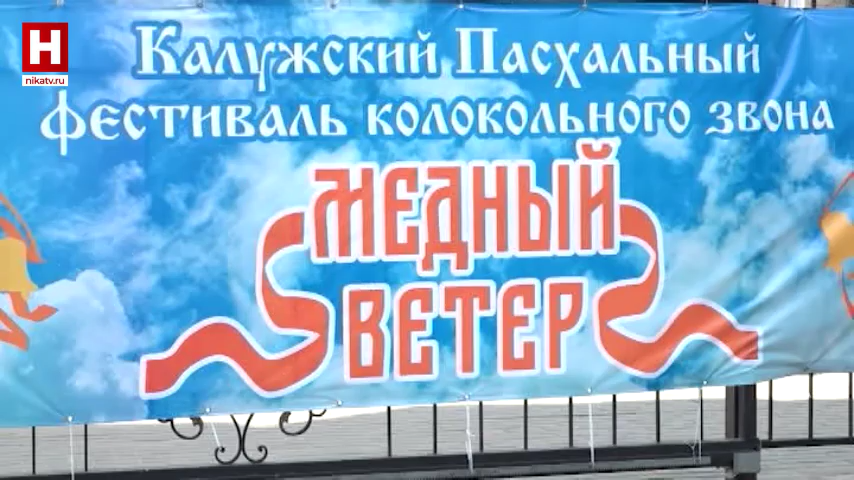 Н
nikatv.ru
Калужский Пасхальный
фестиваль колокольного звона
МЕДНЫЙ
ВЕТЕР